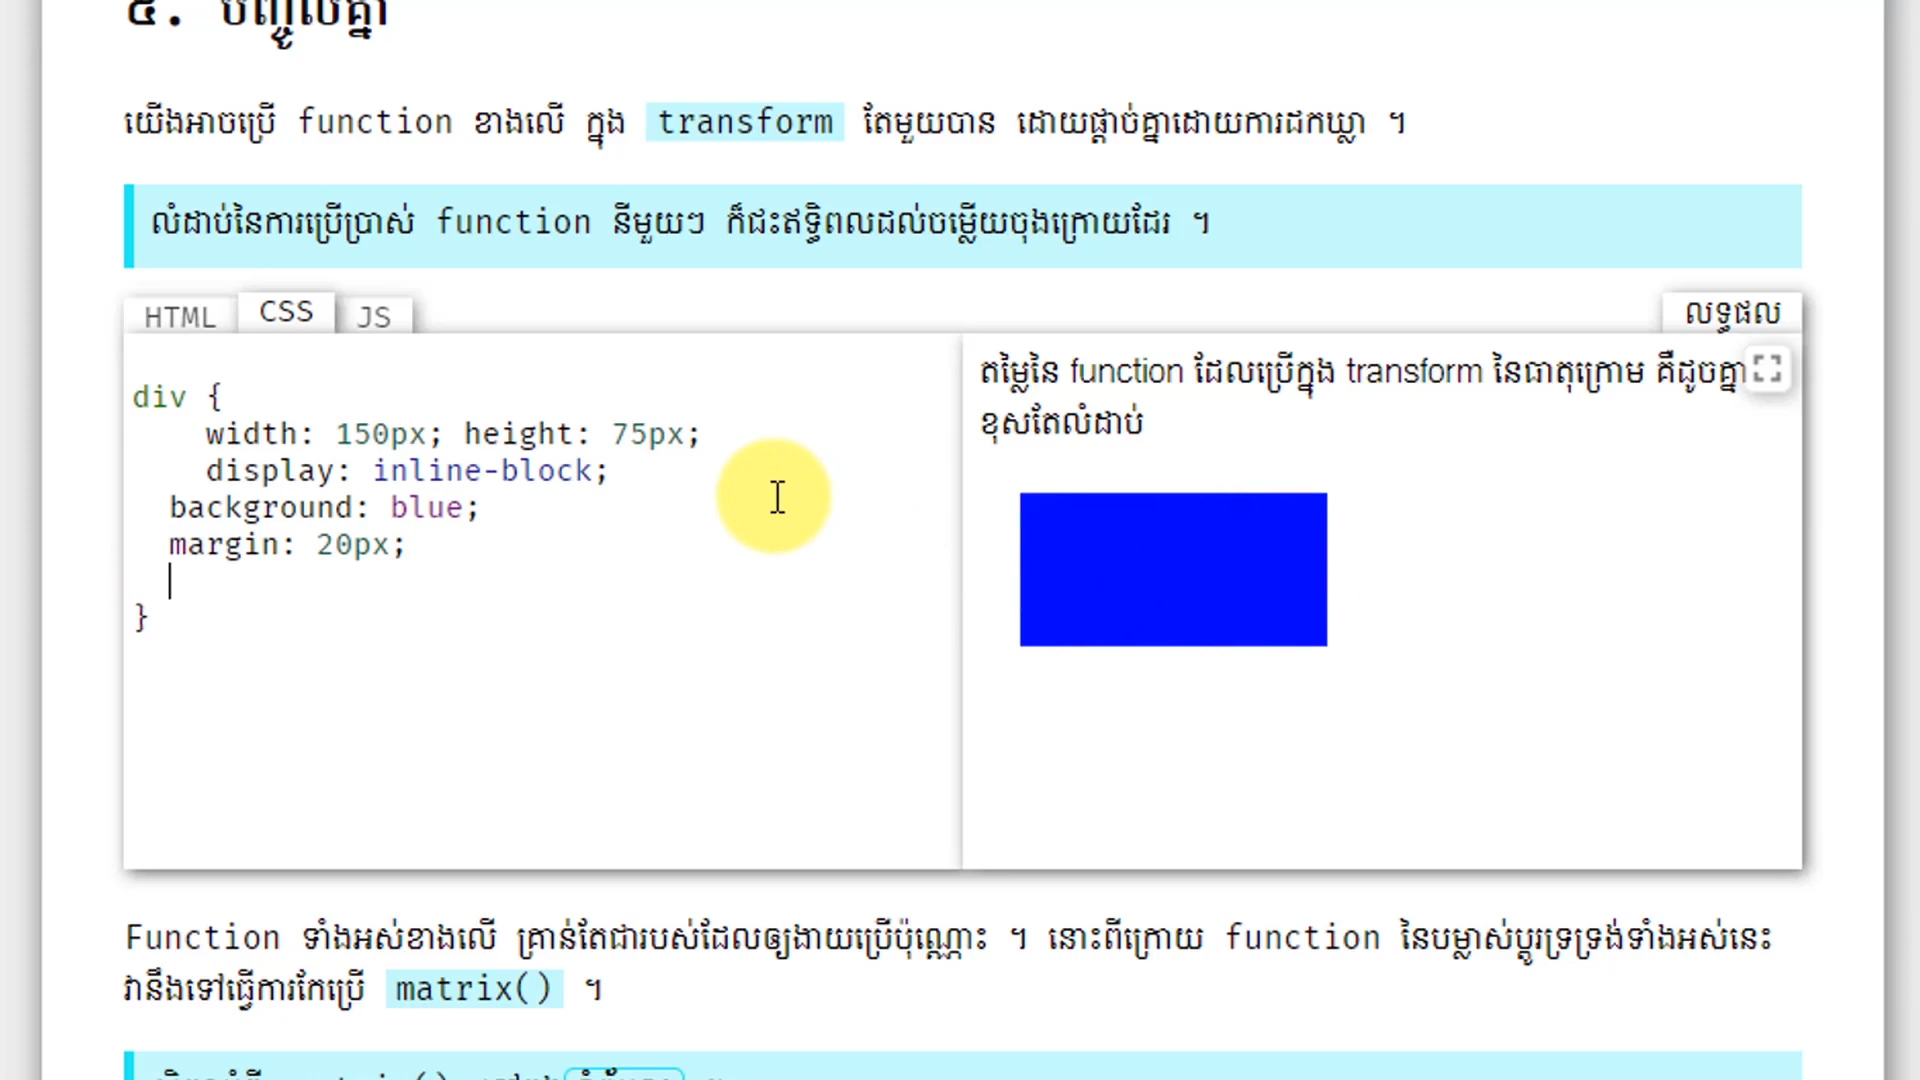 ៥. បញ្ចូលគ្នា
យើងអាចប្រើ function ខាងលើ ក្នុង transform តែមួយបាន ដោយផ្តាច់គ្នាដោយការដកឃ្លា ។
លំដាប់នៃការប្រើប្រាស់ function នីមួយៗ ក៏ជះឥទ្ធិពលដល់ចម្លើយចុងក្រោយដែរ ។
HTML CSS JS លទ្ធផល
div {
width: 150px; height: 75px;
display: inline-block;
background: blue;
margin: 20px;
}
តម្លៃនៃ function ដែលប្រើក្នុង transform នៃធាតុក្រោម គឺដូចគ្នា
ខុសតែលំដាប់
Function ទាំងអស់ខាងលើ គ្រាន់តែជារបស់ដែលឲ្យងាយប្រើប៉ុណ្ណោះ ។ នោះពីក្រោយ function នៃបម្លាស់ប្តូរទ្រទ្រង់ទាំងអស់នេះ
វានឹងទៅធ្វើការកែប្រើ matrix() ។